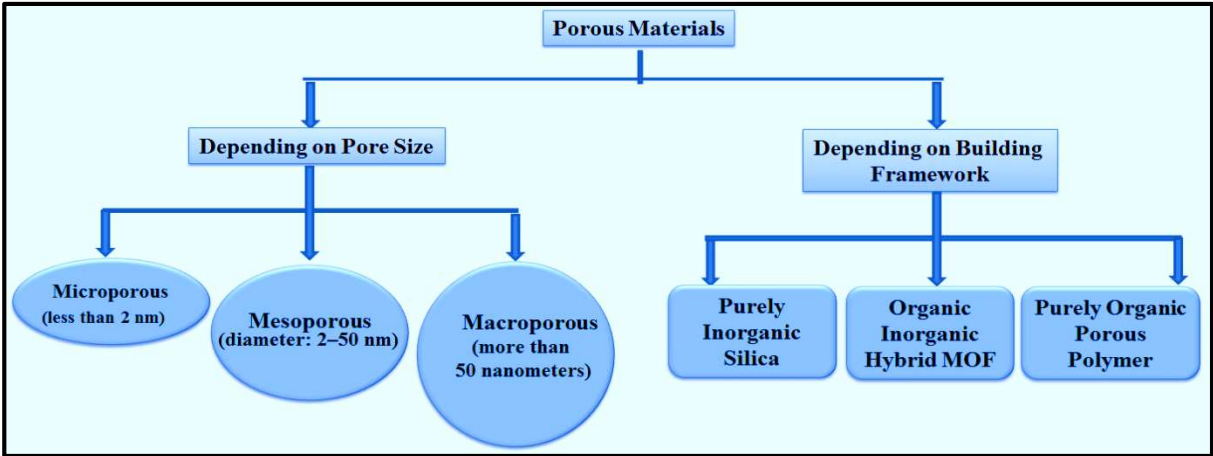 Porous Materials
Depending on Pore Size
Depending on Building
Framework
Microporous
(less than 2 nm)
Mesoporous
(diameter: 2–50 nm)
Macroporous
(more than
50 nanometers)
Purely
Inorganic
Silica
Organic
Inorganic
Hybrid MOF
Purely Organic
Porous
Polymer